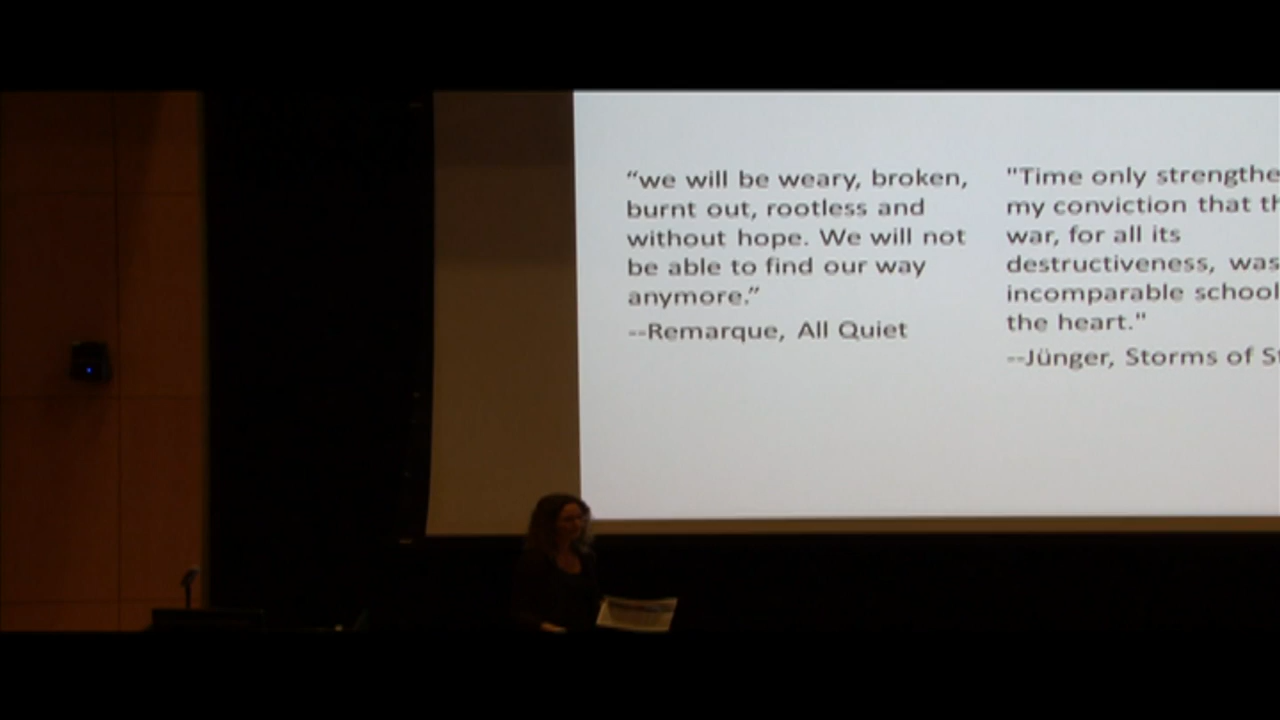 “we will be weary, broken,
burnt out, rootless and
without hope. We will not
be able to find our way
anymore.”
--Remarque, All Quiet
"Time only strengthe
my conviction that th
war, for all its
destructiveness, was
incomparable school
the heart."
--Jünger, Storms of St